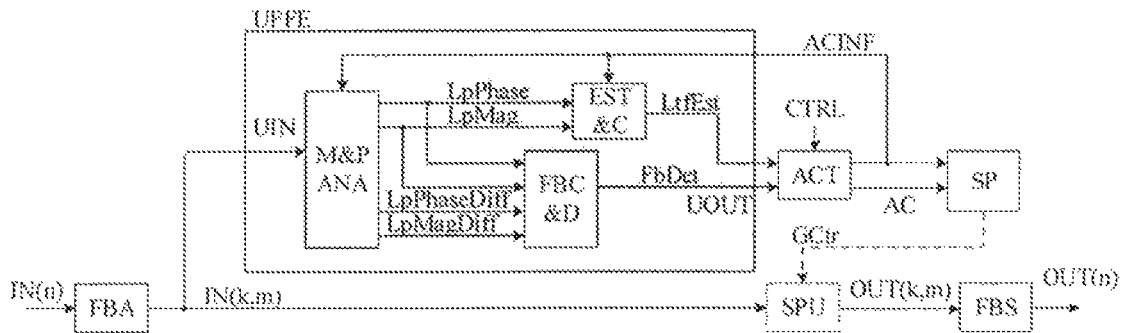 UFFE
ACINF
LpPhase
EST
&C
LtfEst
LpMag
CTRL
UIN
M&P
ANA
FBC
&D
FbDet
ACT
SP
LpPhaseDiff
UOUT
AC
LpMagDiff
GCtr
IN(n)
FBA
IN(k,m)
SPU
OUT(k,m)
FBS
OUT(n)